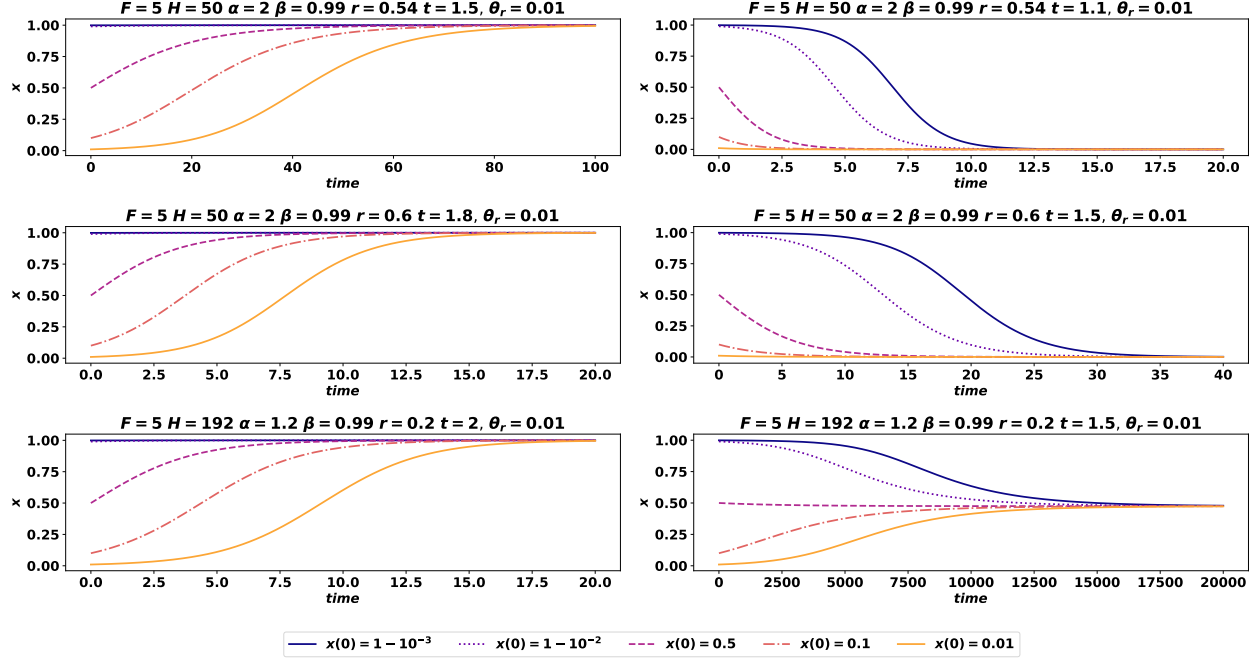 F = 5 H = 50 α = 2 β = 0.99 r = 0.54 t = 1.5, θ_r = 0.01
x
1.00
0.75
0.50
0.25
0.00
0 20 40 60 80 100
time
F = 5 H = 50 α = 2 β = 0.99 r = 0.54 t = 1.1, θ_r = 0.01
x
1.00
0.75
0.50
0.25
0.00
0.0 2.5 5.0 7.5 10.0 12.5 15.0 17.5 20.0
time
F = 5 H = 50 α = 2 β = 0.99 r = 0.6 t = 1.8, θ_r = 0.01
x
1.00
0.75
0.50
0.25
0.00
0.0 2.5 5.0 7.5 10.0 12.5 15.0 17.5 20.0
time
F = 5 H = 50 α = 2 β = 0.99 r = 0.6 t = 1.5, θ_r = 0.01
x
1.00
0.75
0.50
0.25
0.00
0 5 10 15 20 25 30 35 40
time
F = 5 H = 192 α = 1.2 β = 0.99 r = 0.2 t = 2, θ_r = 0.01
x
1.00
0.75
0.50
0.25
0.00
0.0 2.5 5.0 7.5 10.0 12.5 15.0 17.5 20.0
time
F = 5 H = 192 α = 1.2 β = 0.99 r = 0.2 t = 1.5, θ_r = 0.01
x
1.00
0.75
0.50
0.25
0.00
0 2500 5000 7500 10000 12500 15000 17500 20000
time
x(0) = 1 − 10⁻³ x(0) = 1 − 10⁻² x(0) = 0.5 x(0) = 0.1 x(0) = 0.01